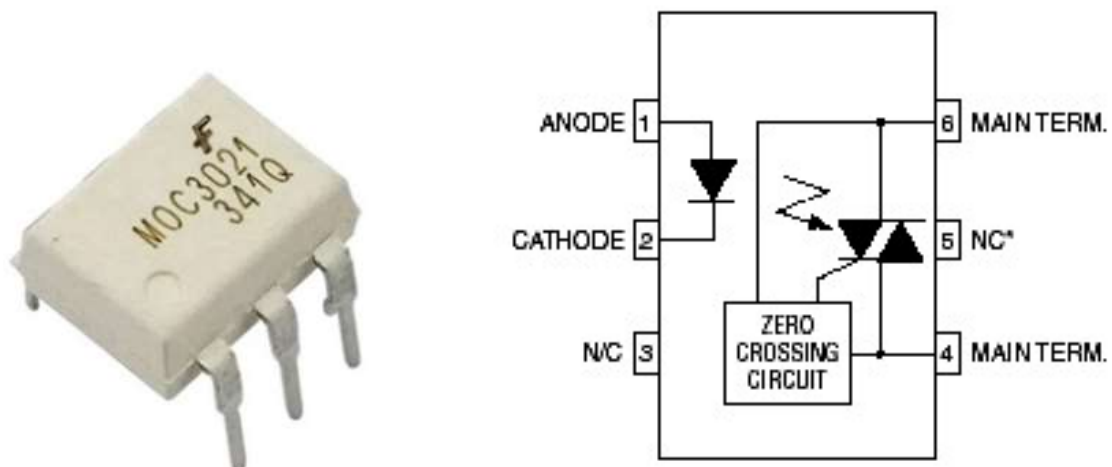 MOC3021
341Q
ANODE 1
CATHODE 2
N/C 3
6 MAIN TERM.
5 NC*
4 MAIN TERM.
ZERO
CROSSING
CIRCUIT